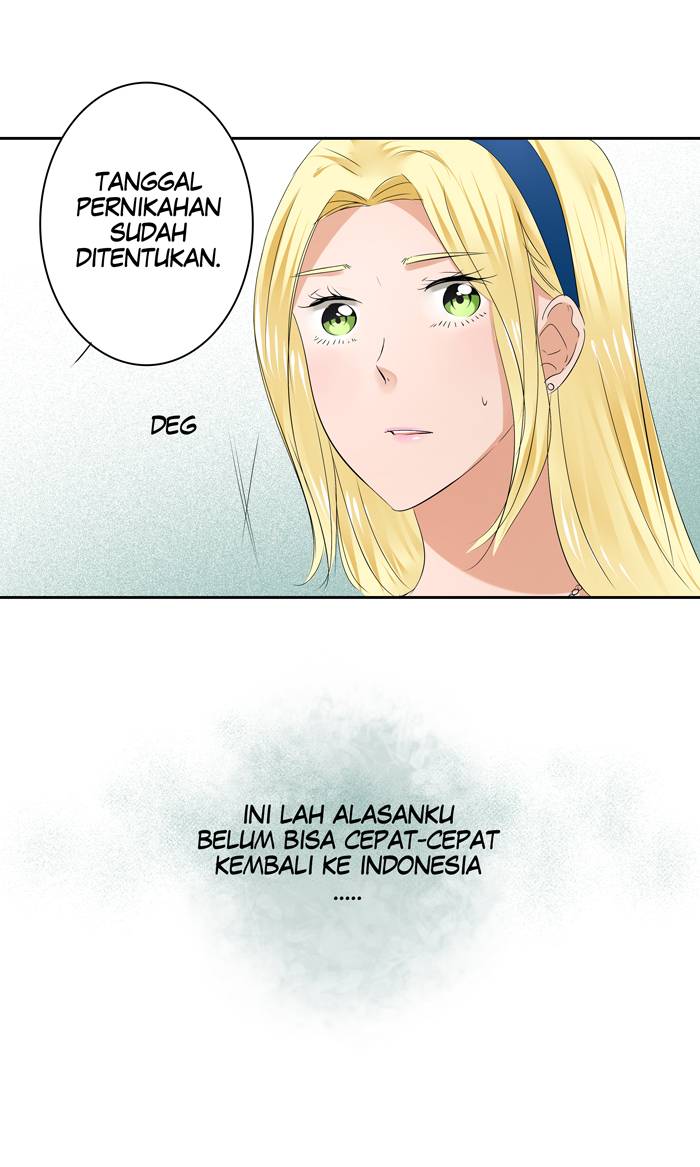 TANGGAL
PERNIKAHAN
SUDAH
DITENTUKAN.
DEG
INI LAH ALASANKU
BELUM BISA CEPAT-CEPAT
KEMBALI KE INDONESIA
.....